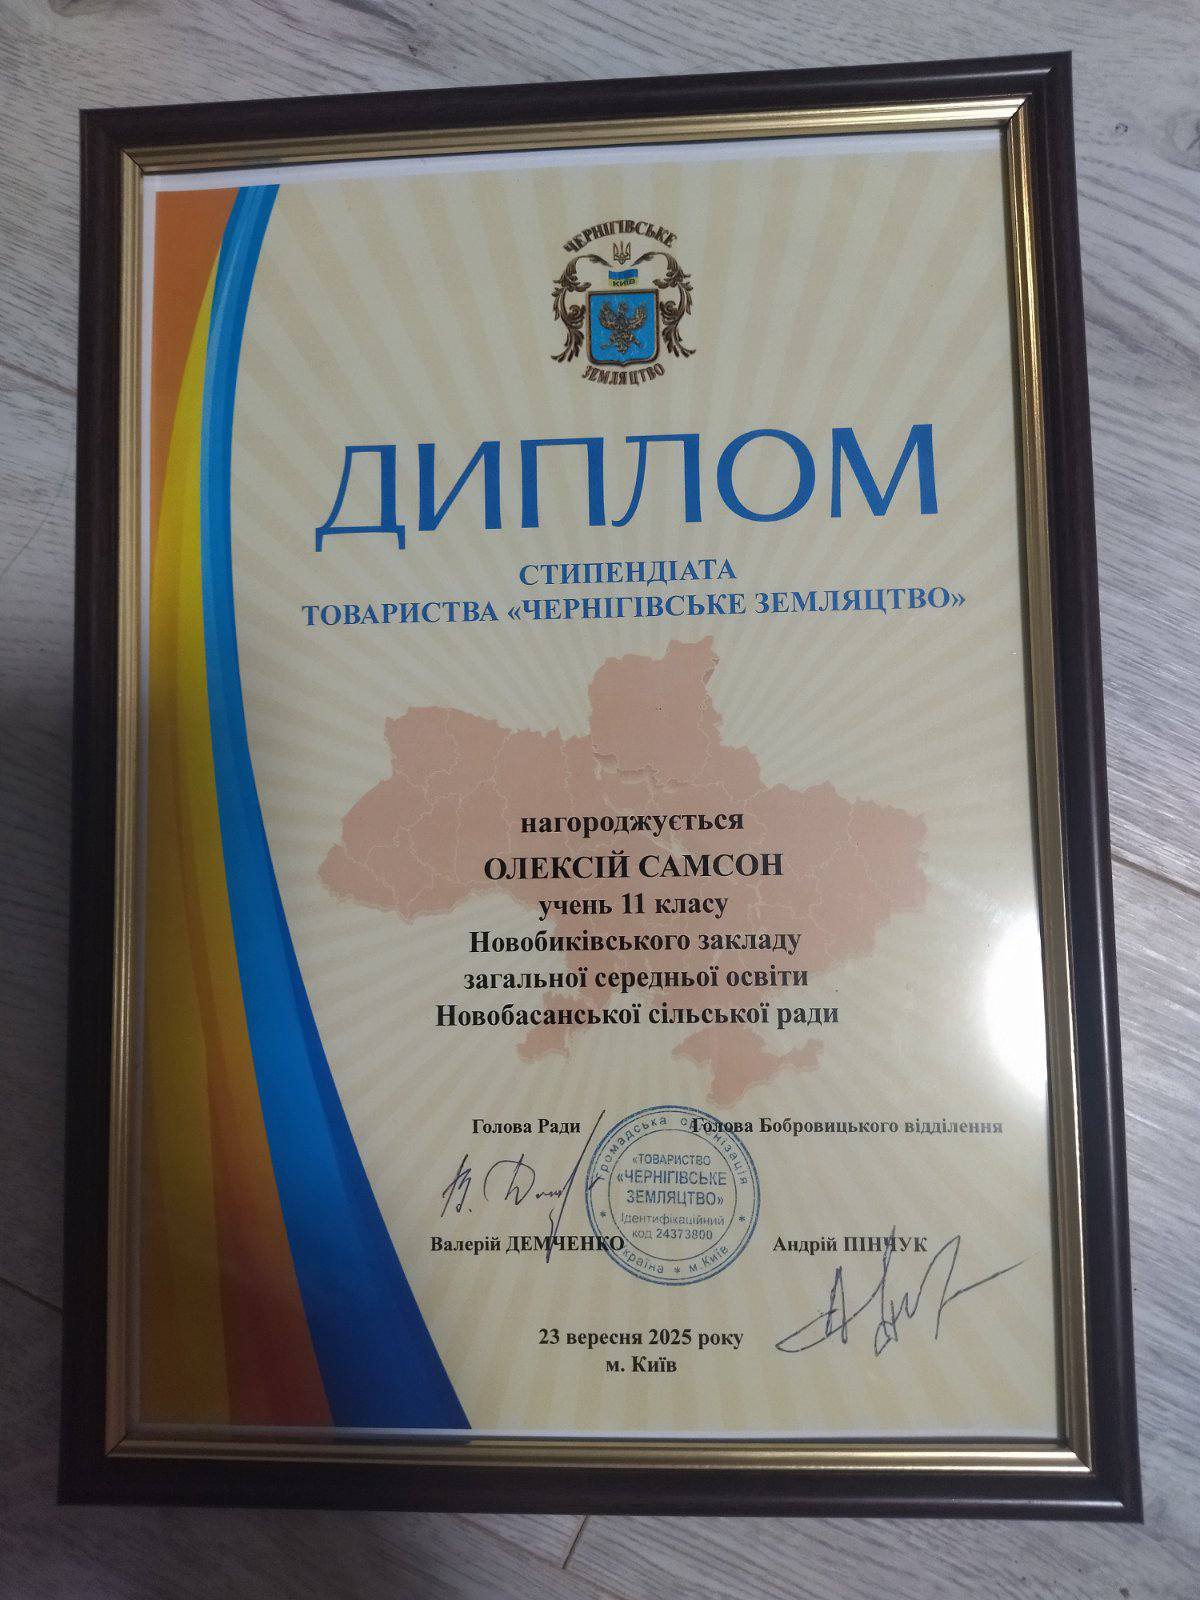 ЧЕРНІГІВСЬКЕ
КИЇВ
ЗЕМЛЯЦТВО
ДИПЛОМ
СТИПЕНДІАТА
ТОВАРИСТВА «ЧЕРНІГІВСЬКЕ ЗЕМЛЯЦТВО»
нагороджується
ОЛЕКСІЙ САМСОН
учень 11 класу
Новобиківського закладу
загальної середньої освіти
Новобасанської сільської ради
Голова Ради
Голова Бобровицького відділення
Громадська організація
«ТОВАРИСТВО
«ЧЕРНІГІВСЬКЕ
ЗЕМЛЯЦТВО»
Ідентифікаційний
код 24373800
* Україна * м.Київ *
Валерій ДЕМЧЕНКО
Андрій ПІНЧУК
23 вересня 2025 року
м. Київ